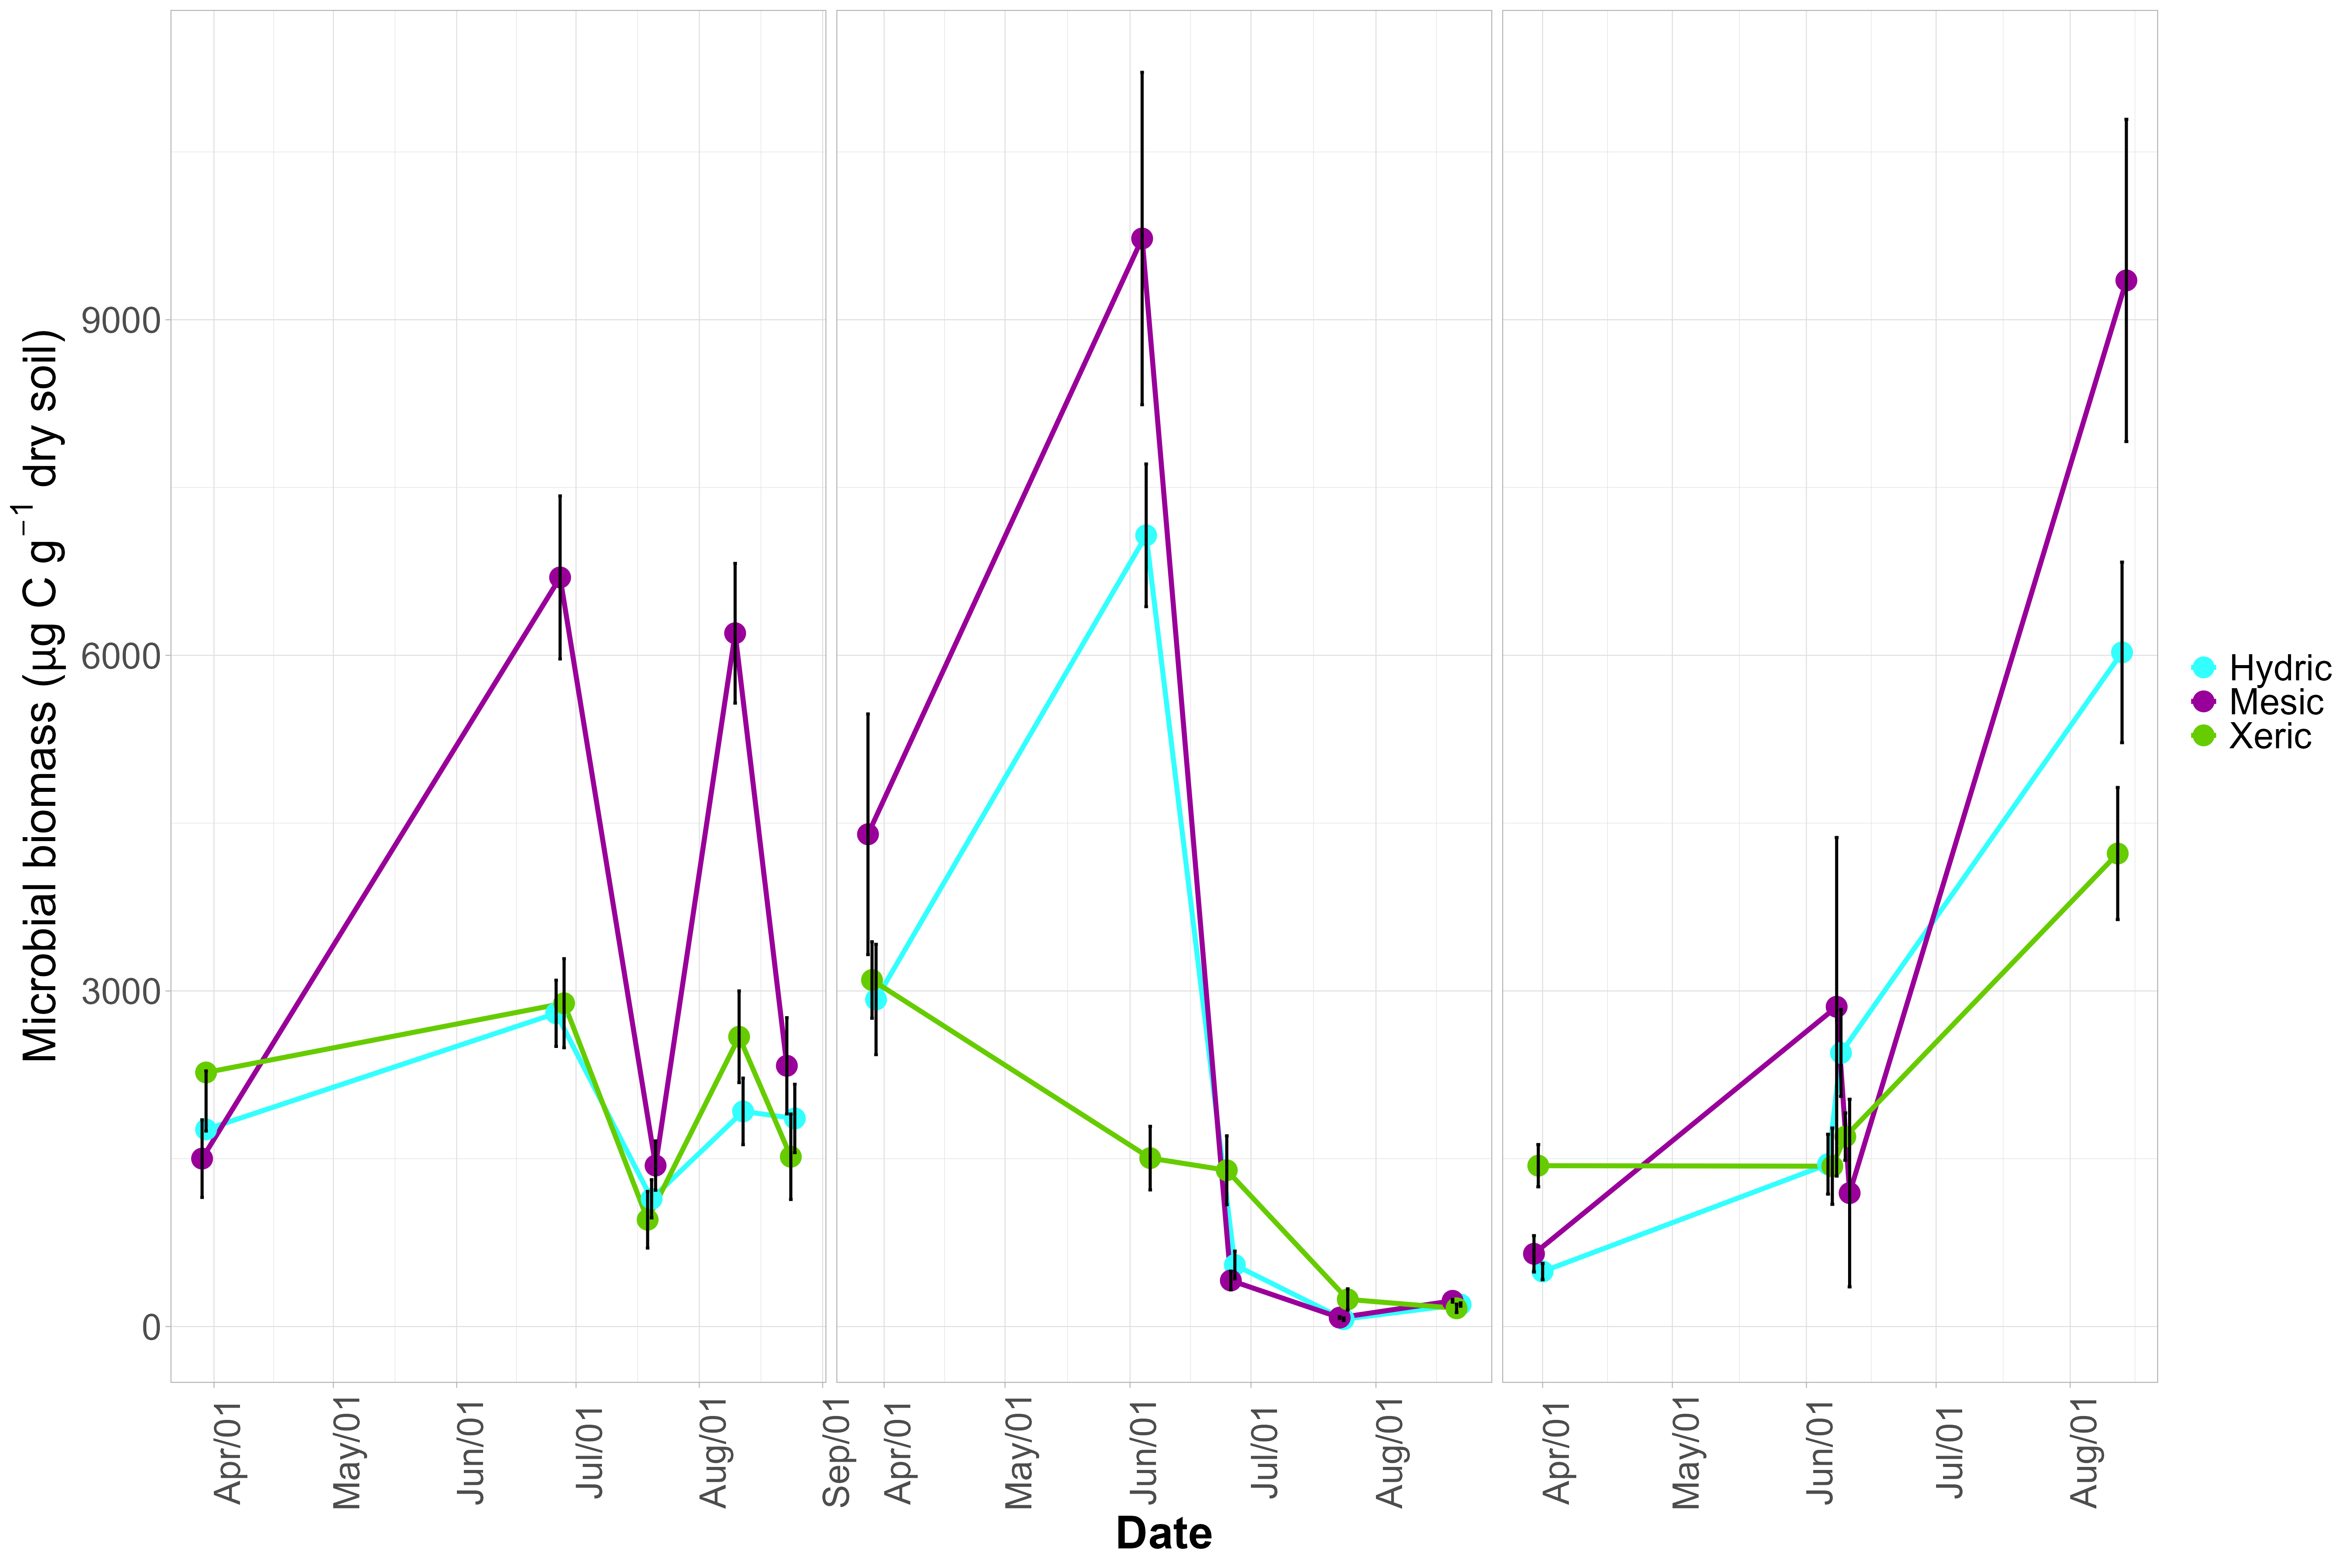 Microbial biomass (µg C g⁻¹ dry soil)
9000
6000
3000
0
Apr/01
May/01
Jun/01
Jul/01
Aug/01
Sep/01
Apr/01
May/01
Jun/01
Jul/01
Aug/01
Apr/01
May/01
Jun/01
Jul/01
Aug/01
Date
Hydric
Mesic
Xeric